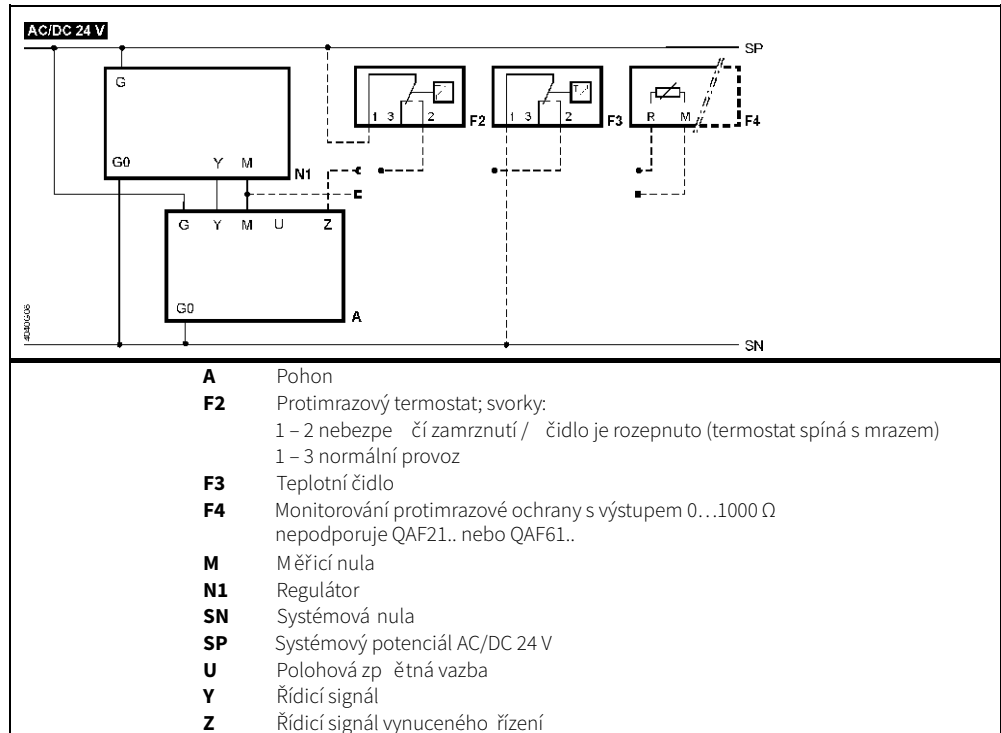 AC/DC 24 V
SP
G
1 3 2 F2
1 3 2 F3
R M F4
G0 Y M N1
G Y M U Z
G0 A
4040G06
SN
A Pohon
F2 Protimrazový termostat; svorky:
1 – 2 nebezpe čí zamrznutí / čidlo je rozepnuto (termostat spíná s mrazem)
1 – 3 normální provoz
F3 Teplotní čidlo
F4 Monitorování protimrazové ochrany s výstupem 0…1000 Ω
nepodporuje QAF21.. nebo QAF61..
M M ěřicí nula
N1 Regulátor
SN Systémová nula
SP Systémový potenciál AC/DC 24 V
U Polohová zp ětná vazba
Y Řídicí signál
Z Řídicí signál vynuceného řízení